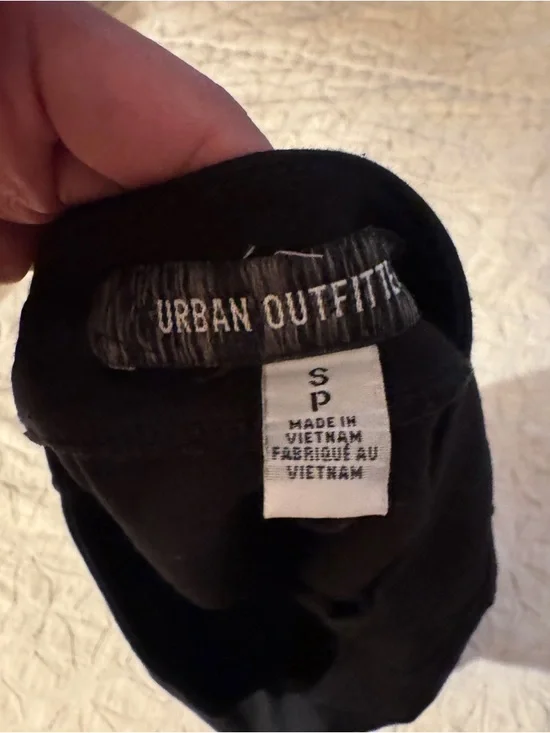 URBAN OUTFITTE
S
P
MADE IN
VIETNAM
FABRIQUÉ AU
VIETNAM